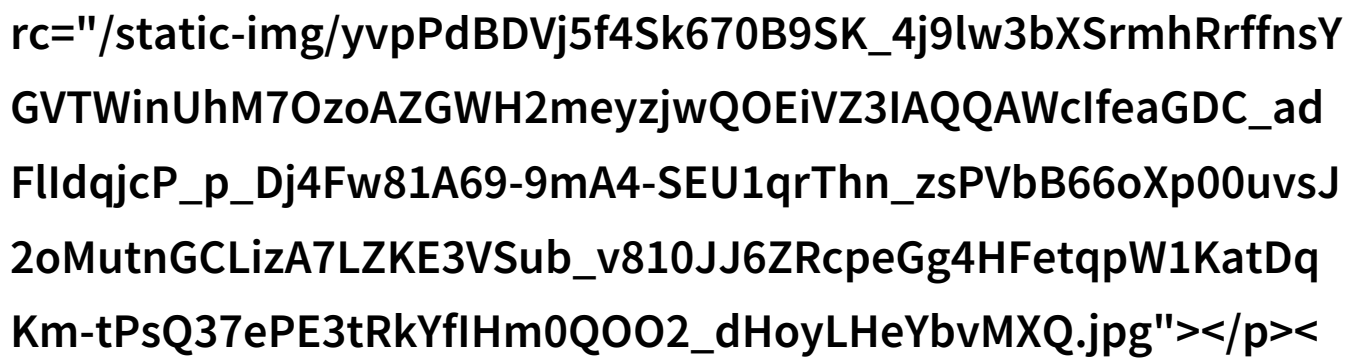 rc="/static-img/yvpPdBDVj5f4Sk670B9SK_4j9lw3bXSrmhRrffnsY
GVTWinUhM7OzoAZGWH2meyzjwQOEiVZ3IAQQAWcIfeaGDC_ad
FlIdqjcP_p_Dj4Fw81A69-9mA4-SEU1qrThn_zsPVbB66oXp00uvsJ
2oMutnGCLizA7LZKE3VSub_v810JJ6ZRcpeGg4HFetqpW1KatDq
Km-tPsQ37ePE3tRkYfIHm0QOO2_dHoyLHeYbvMXQ.jpg"></p><